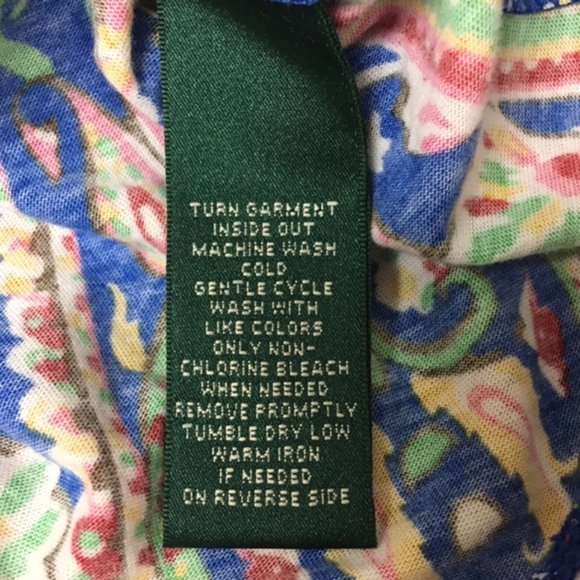 TURN GARMENT
INSIDE OUT
MACHINE WASH
COLD
GENTLE CYCLE
WASH WITH
LIKE COLORS
ONLY NON-
CHLORINE BLEACH
WHEN NEEDED
REMOVE PROMPTLY
TUMBLE DRY LOW
WARM IRON
IF NEEDED
ON REVERSE SIDE